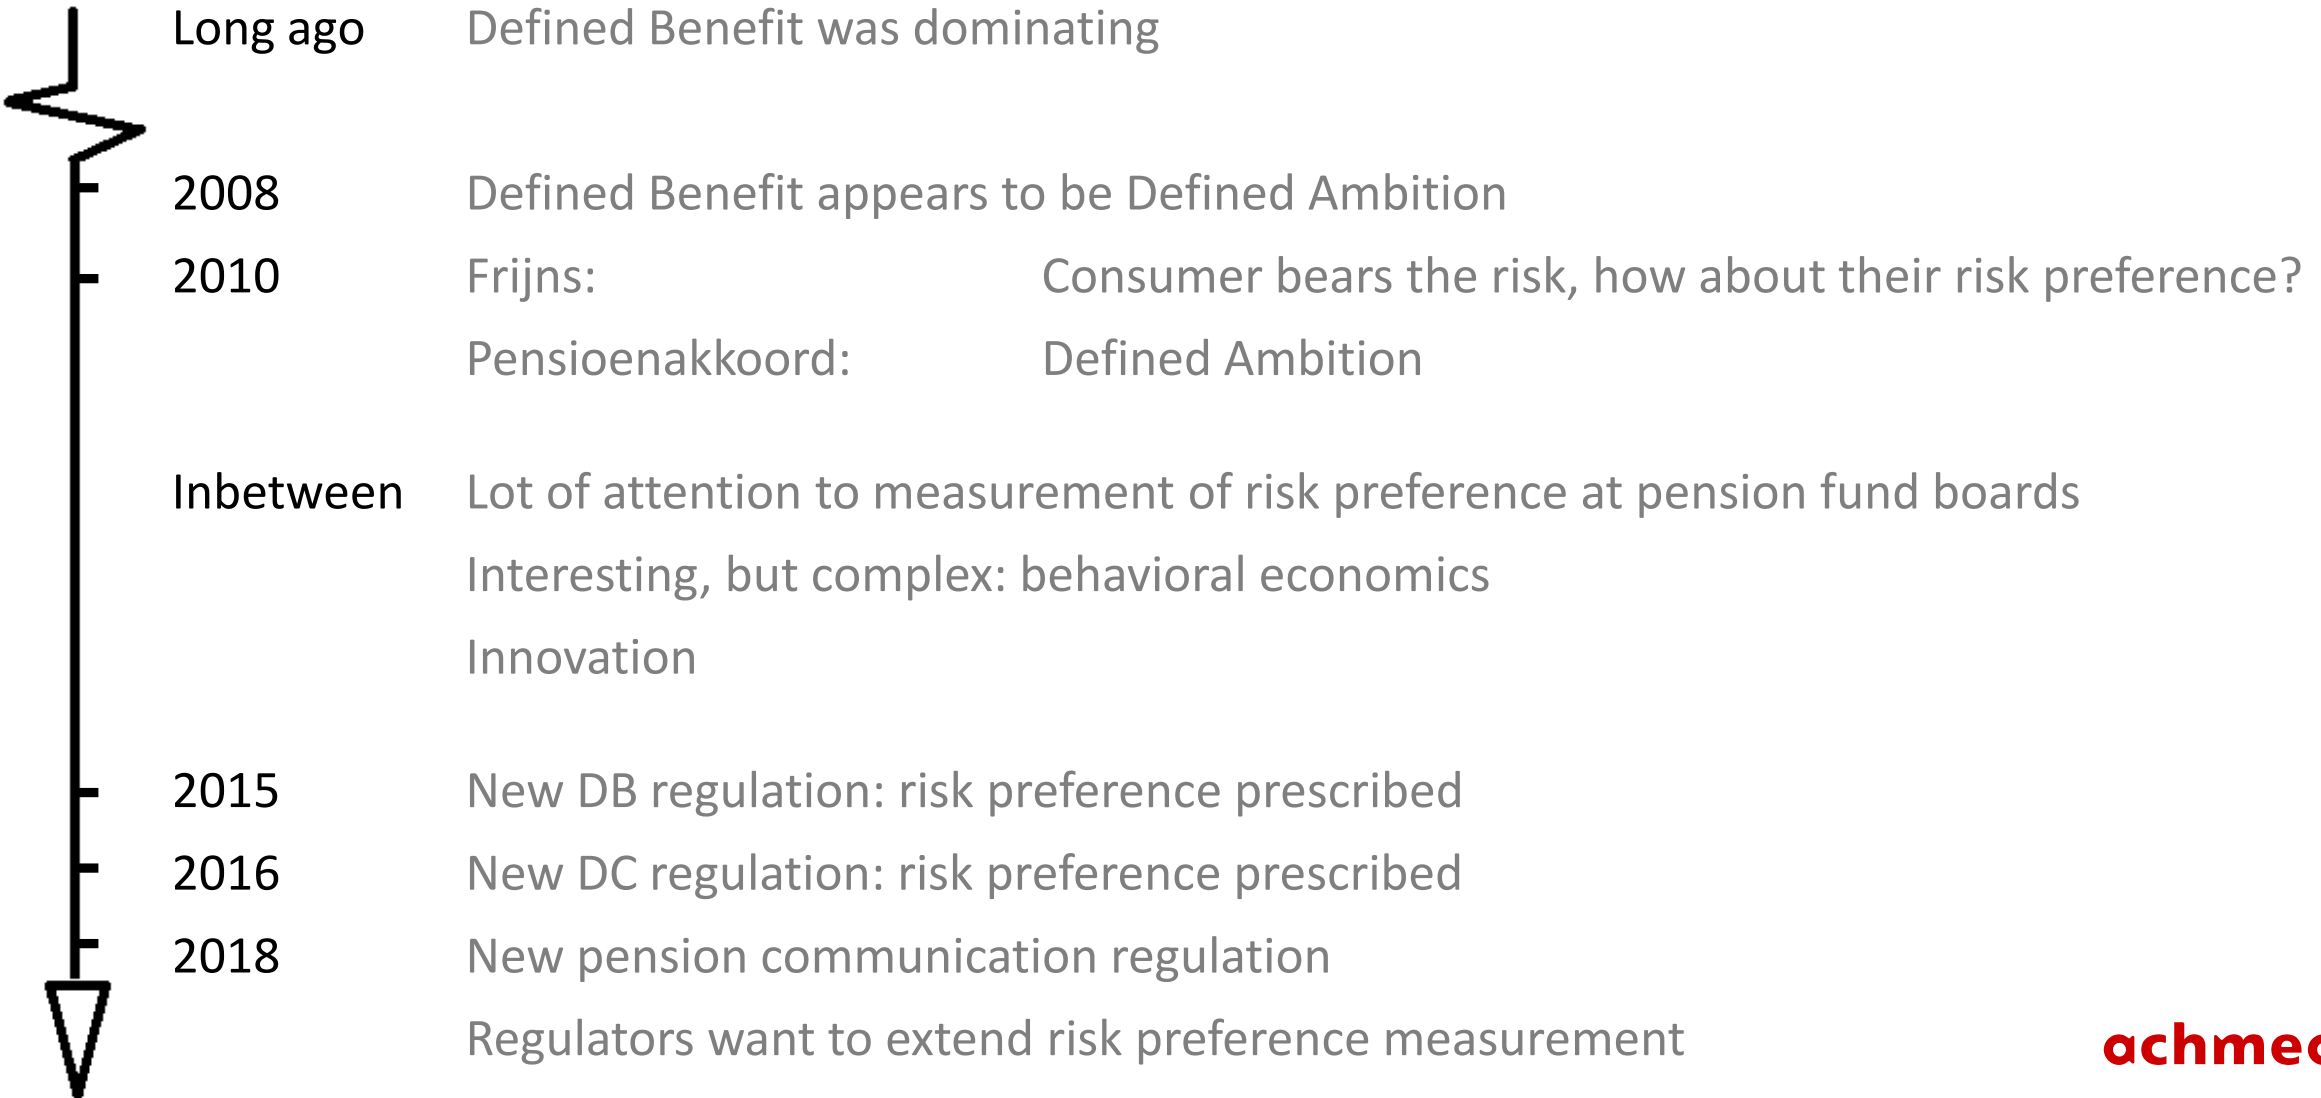 Long ago Defined Benefit was dominating
2008 Defined Benefit appears to be Defined Ambition
2010 Frijns: Consumer bears the risk, how about their risk preference?
Pensioenakkoord: Defined Ambition
Inbetween Lot of attention to measurement of risk preference at pension fund boards
Interesting, but complex: behavioral economics
Innovation
2015 New DB regulation: risk preference prescribed
2016 New DC regulation: risk preference prescribed
2018 New pension communication regulation
Regulators want to extend risk preference measurement